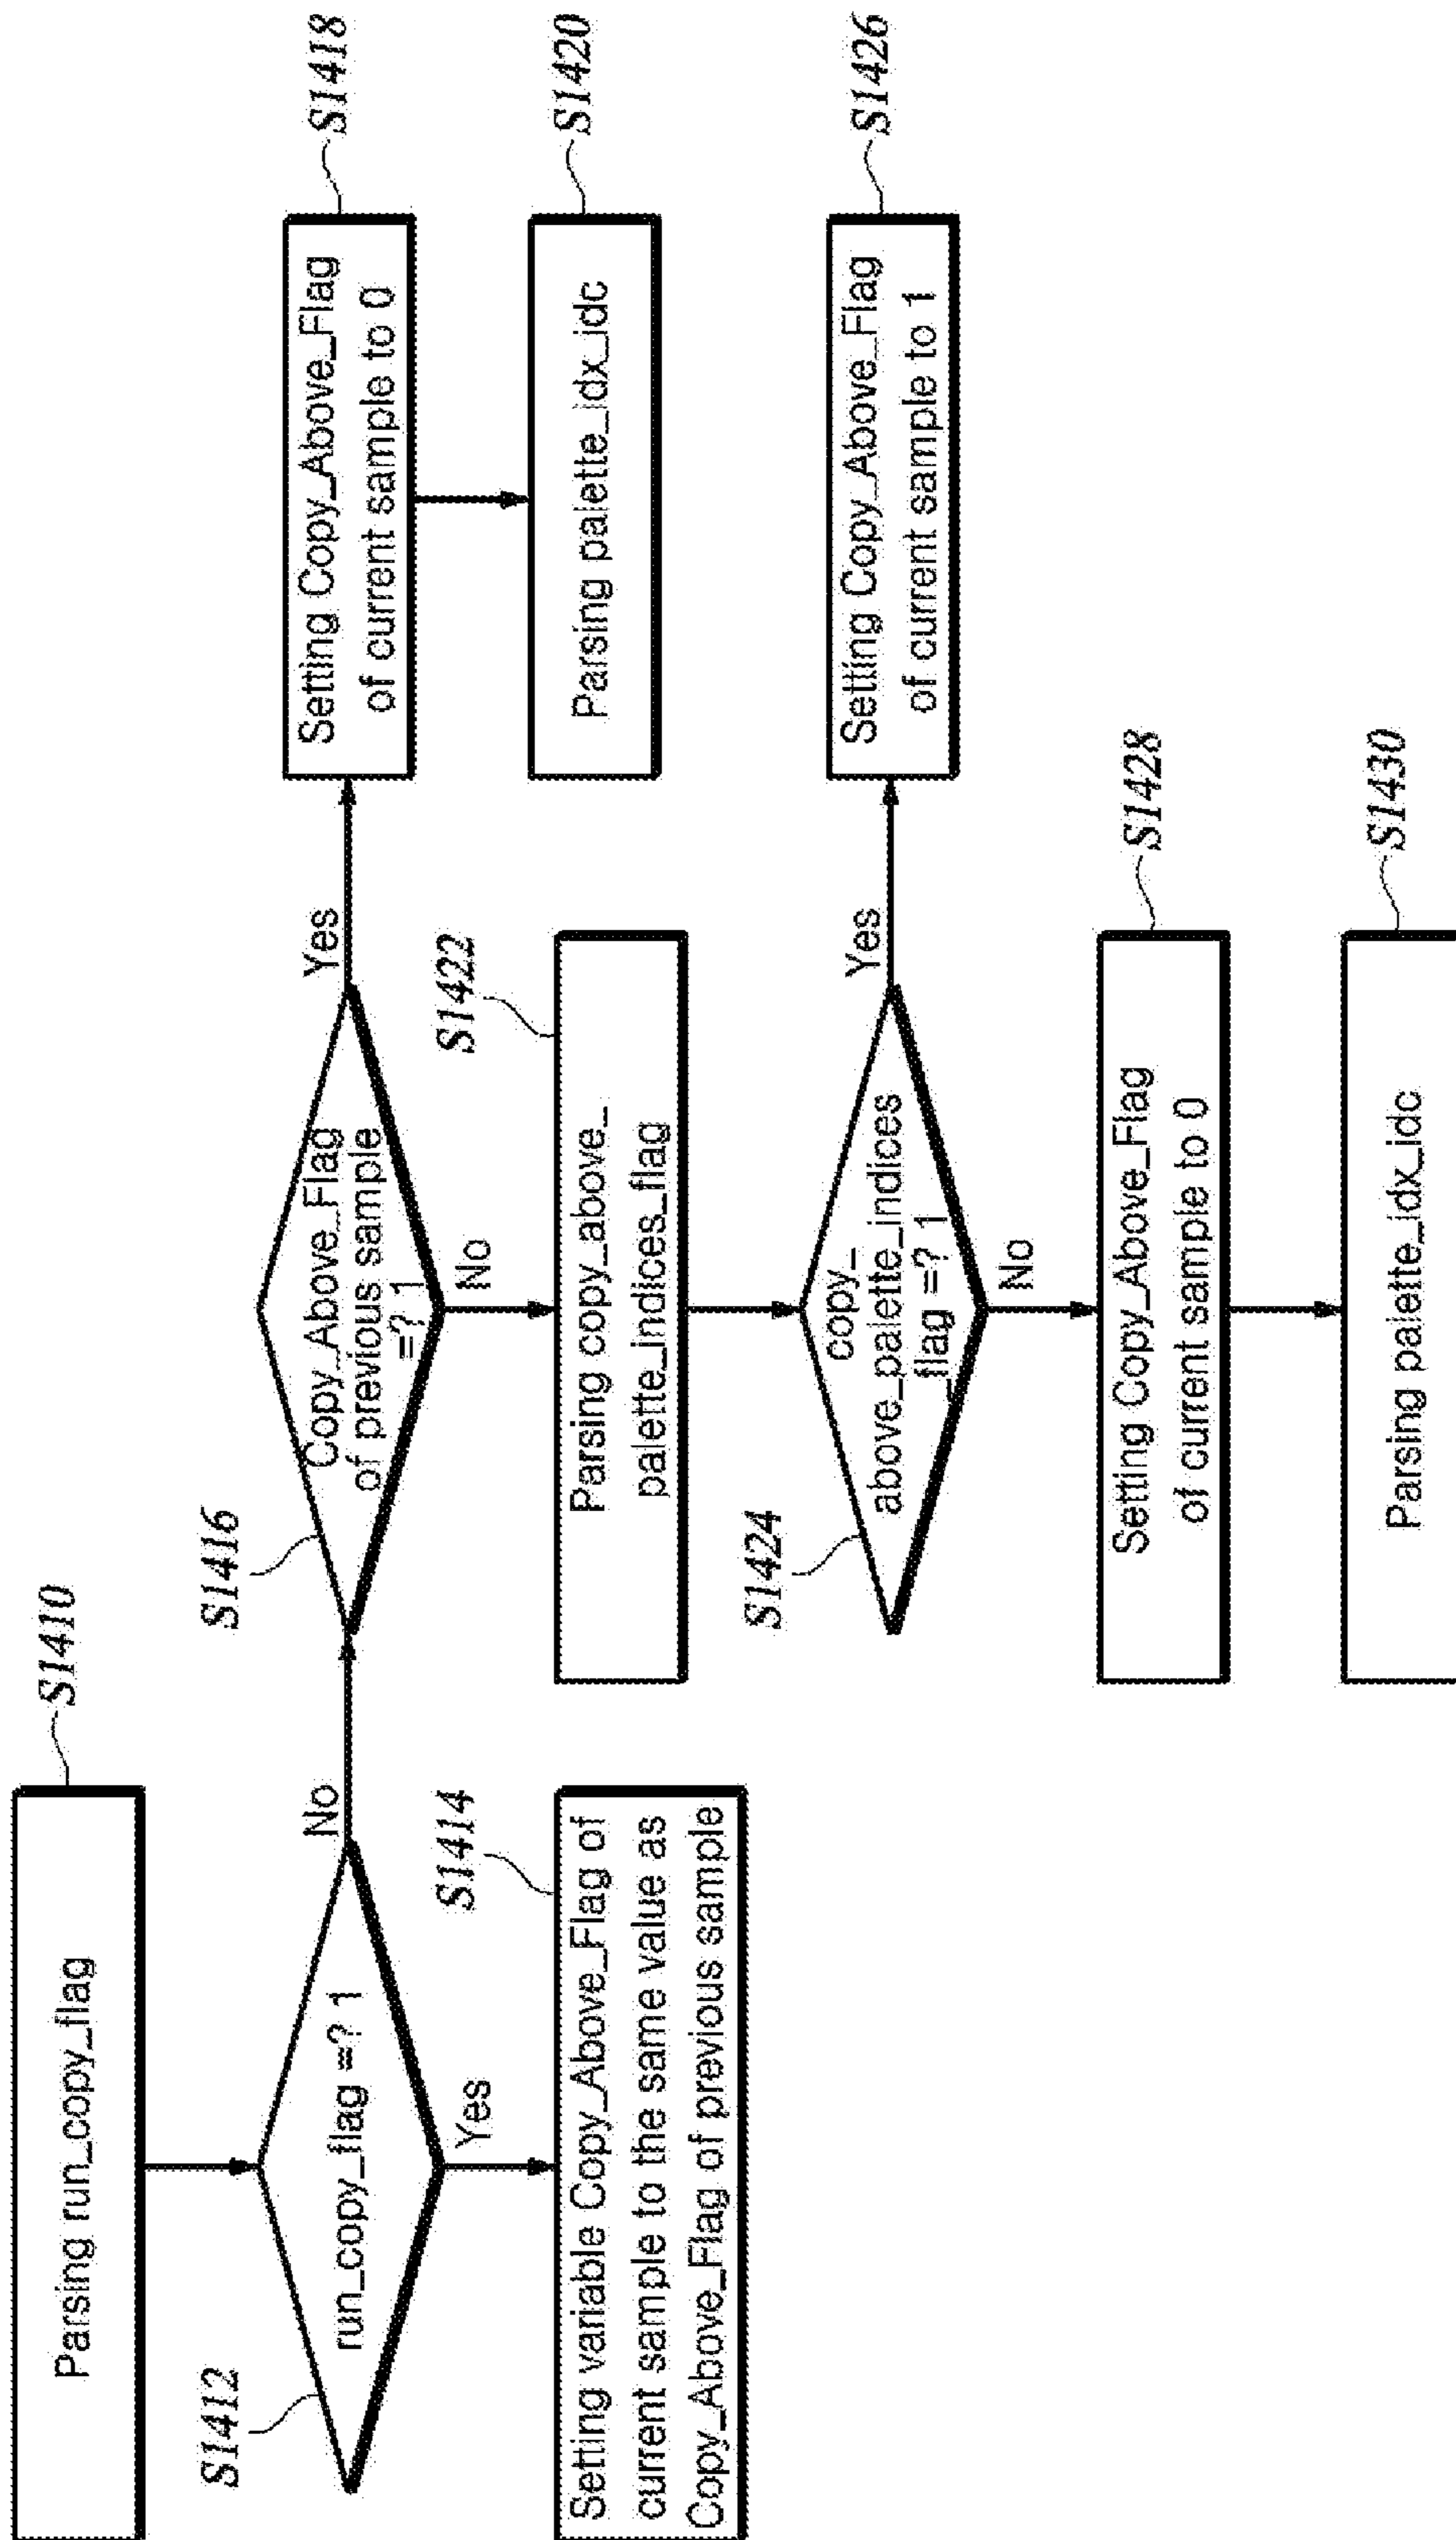 Parsing run_copy_flag
S1410
S1412
run_copy_flag =? 1
No
Yes
S1414
Setting variable Copy_Above_Flag of
current sample to the same value as
Copy_Above_Flag of previous sample
S1416
Copy_Above_Flag
of previous sample
=? 1
Yes
No
S1418
Setting Copy_Above_Flag
of current sample to 0
S1420
Parsing palette_idx_idc
S1422
Parsing copy_above_
palette_indices_flag
S1424
copy_
above_palette_indices
_flag =? 1
Yes
No
S1426
Setting Copy_Above_Flag
of current sample to 1
S1428
Setting Copy_Above_Flag
of current sample to 0
S1430
Parsing palette_idx_idc